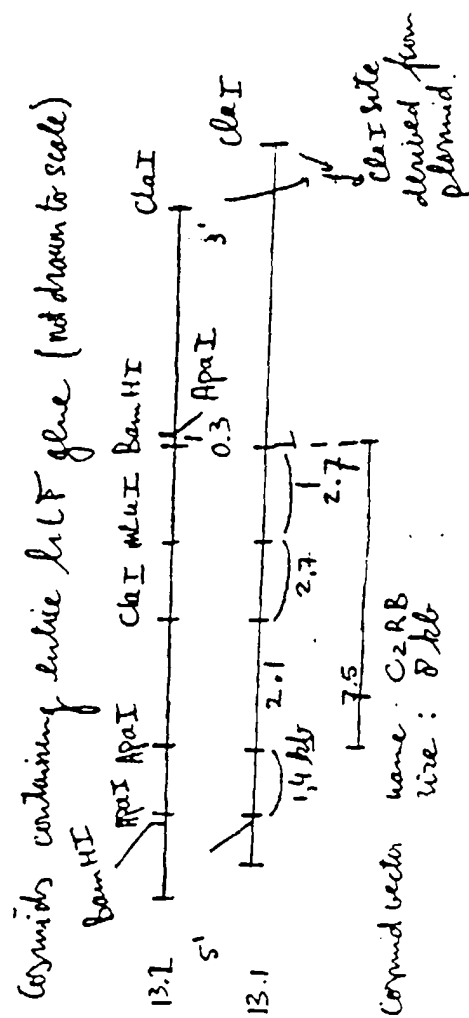 Cosmids containing entire hLF gene (not drawn to scale)
BamHI
ApaI ApaI ClaI MLuI BamHI ClaI
ApaI
13.2
5'
0.3
3'
ClaI
13.1
1,4 kb
2.1
2.7
2.7
ClaI site
derived from
plasmid.
7.5
Cosmid vector name : C2RB
size : 8 kb